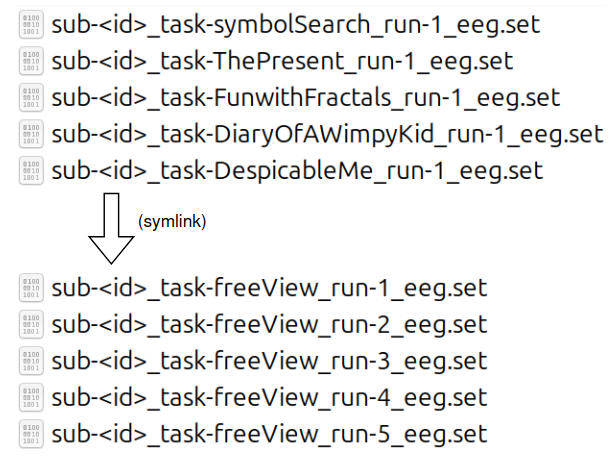 sub-<id>_task-symbolSearch_run-1_eeg.set
sub-<id>_task-ThePresent_run-1_eeg.set
sub-<id>_task-FunwithFractals_run-1_eeg.set
sub-<id>_task-DiaryOfAWimpyKid_run-1_eeg.set
sub-<id>_task-DespicableMe_run-1_eeg.set
(symlink)
sub-<id>_task-freeView_run-1_eeg.set
sub-<id>_task-freeView_run-2_eeg.set
sub-<id>_task-freeView_run-3_eeg.set
sub-<id>_task-freeView_run-4_eeg.set
sub-<id>_task-freeView_run-5_eeg.set